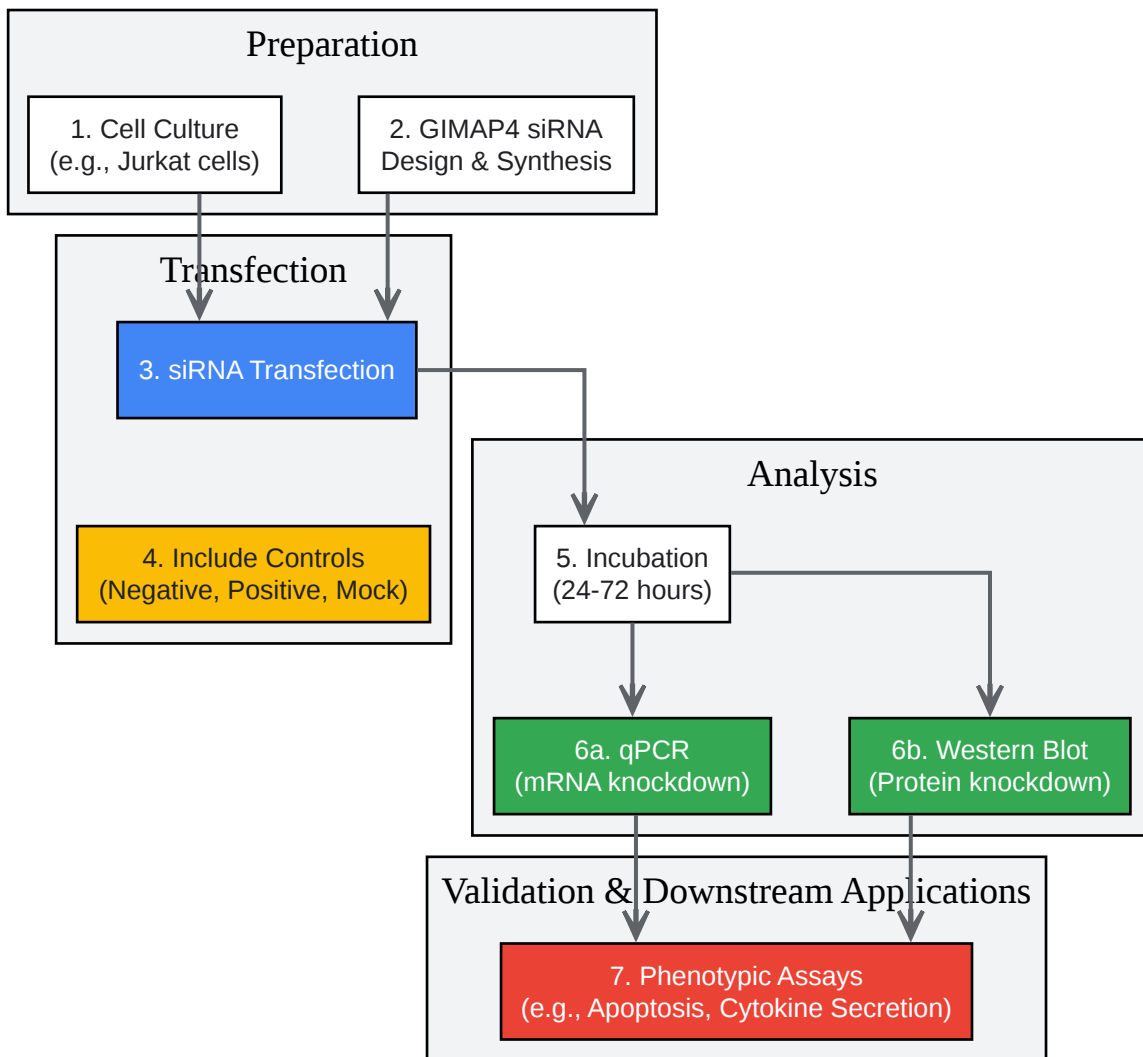 Preparation
1. Cell Culture
(e.g., Jurkat cells)
2. GIMAP4 siRNA
Design & Synthesis
Transfection
3. siRNA Transfection
4. Include Controls
(Negative, Positive, Mock)
Analysis
5. Incubation
(24-72 hours)
6a. qPCR
(mRNA knockdown)
6b. Western Blot
(Protein knockdown)
Validation & Downstream Applications
7. Phenotypic Assays
(e.g., Apoptosis, Cytokine Secretion)